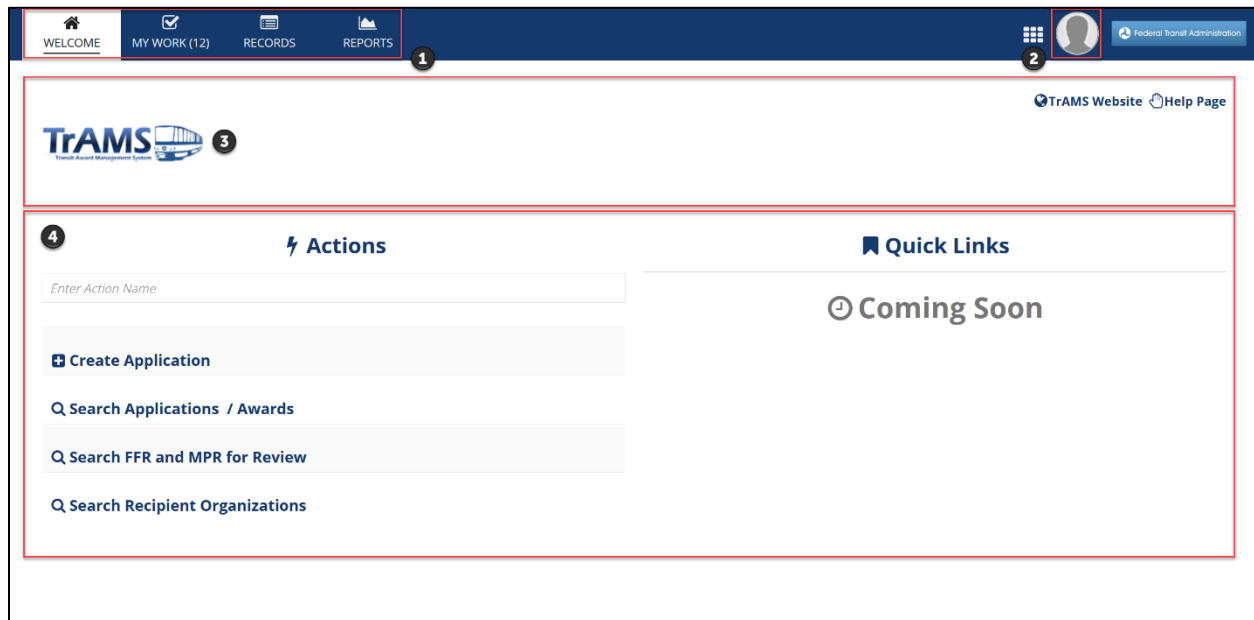 WELCOME MY WORK (12) RECORDS REPORTS
1
2
Federal Transit Administration
TrAMS Website Help Page
TrAMS
Transit Award Management System
3
4
Actions
Quick Links
Enter Action Name
Coming Soon
Create Application
Search Applications / Awards
Search FFR and MPR for Review
Search Recipient Organizations